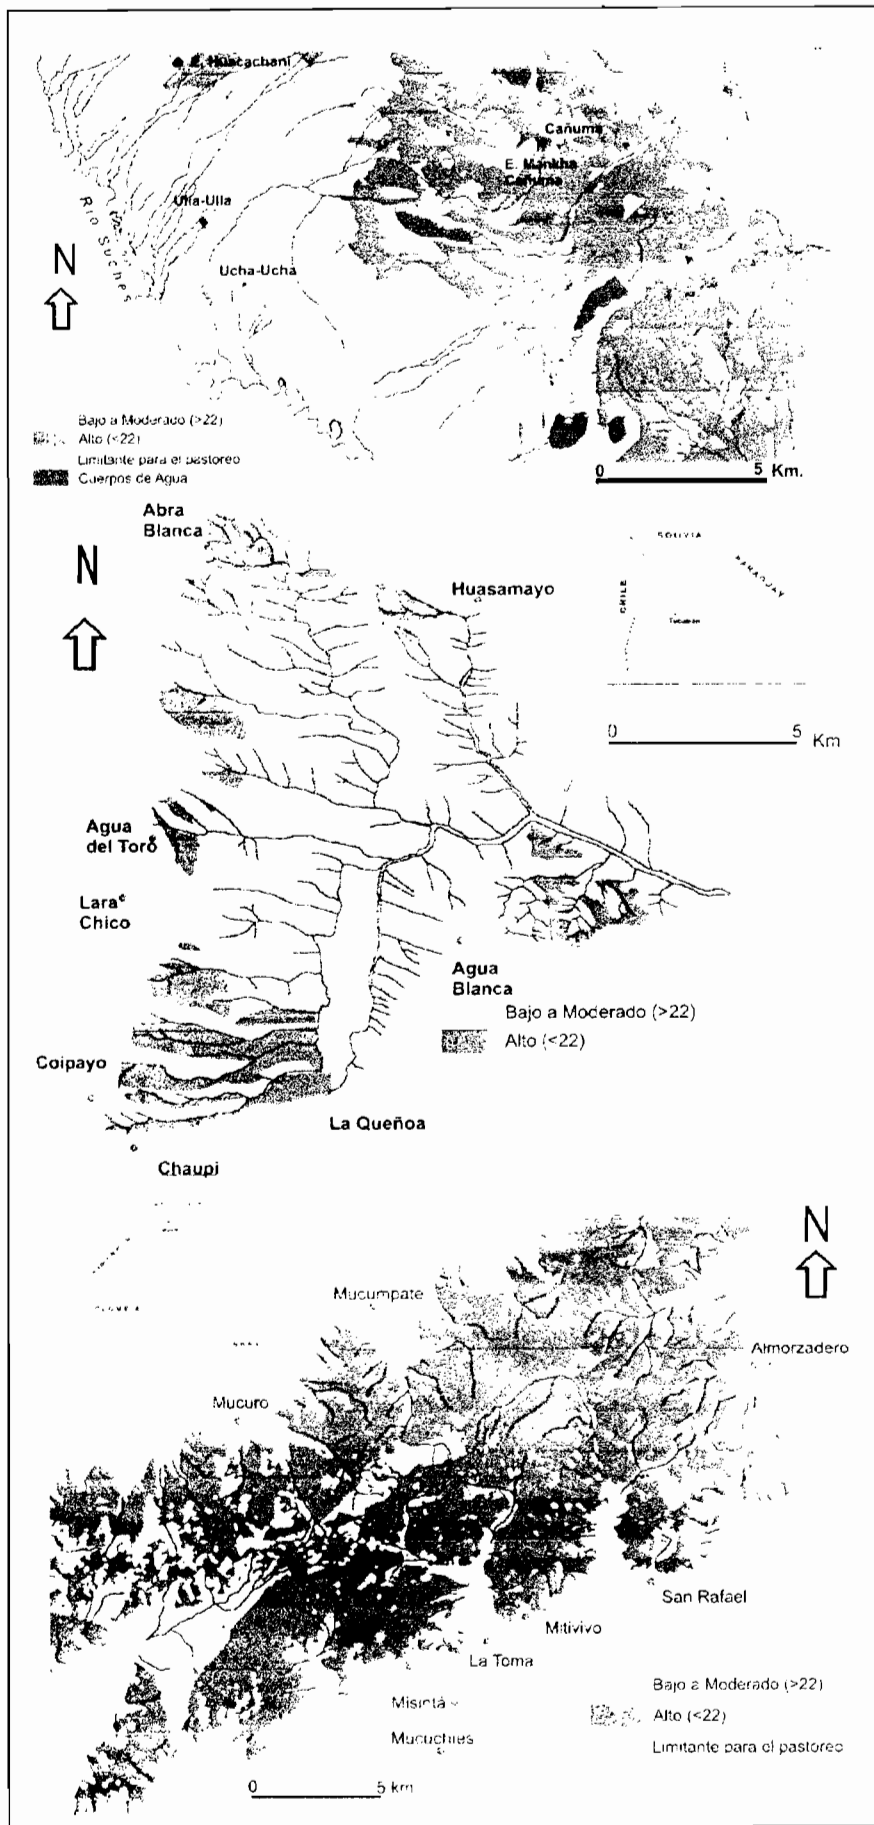 E. Huacachani
Cañuma
E. Mankha
Cañuma
Ulla-Ulla
Río Suches
Ucha-Ucha
N
Bajo a Moderado (>22)
Alto (<22)
Limitante para el pastoreo
Cuerpos de Agua
0 5 Km.
Abra
Blanca
N
Huasamayo
BOLIVIA
PARAGUAY
CHILE
Tucumán
0 5 Km
Agua
del Toro
Lara
Chico
Agua
Blanca
Bajo a Moderado (>22)
Alto (<22)
Coipayo
La Queñoa
Chaupi
N
Mucumpate
Almorzadero
Mucuro
San Rafael
Mitivivo
La Toma
Misintá
Mucuchies
Bajo a Moderado (>22)
Alto (<22)
Limitante para el pastoreo
0 5 km